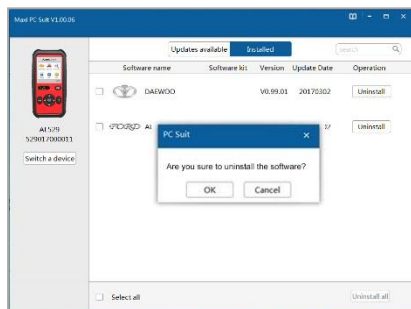 Maxi PC Suit V1.00.06
Updates available Installed
search
Software name Software kit Version Update Date Operation
DAEWOO V0.99.01 20170302 Uninstall
Uninstall
AL529
529017000011
Switch a device
PC Suit
Are you sure to uninstall the software?
OK Cancel
Select all Uninstall all